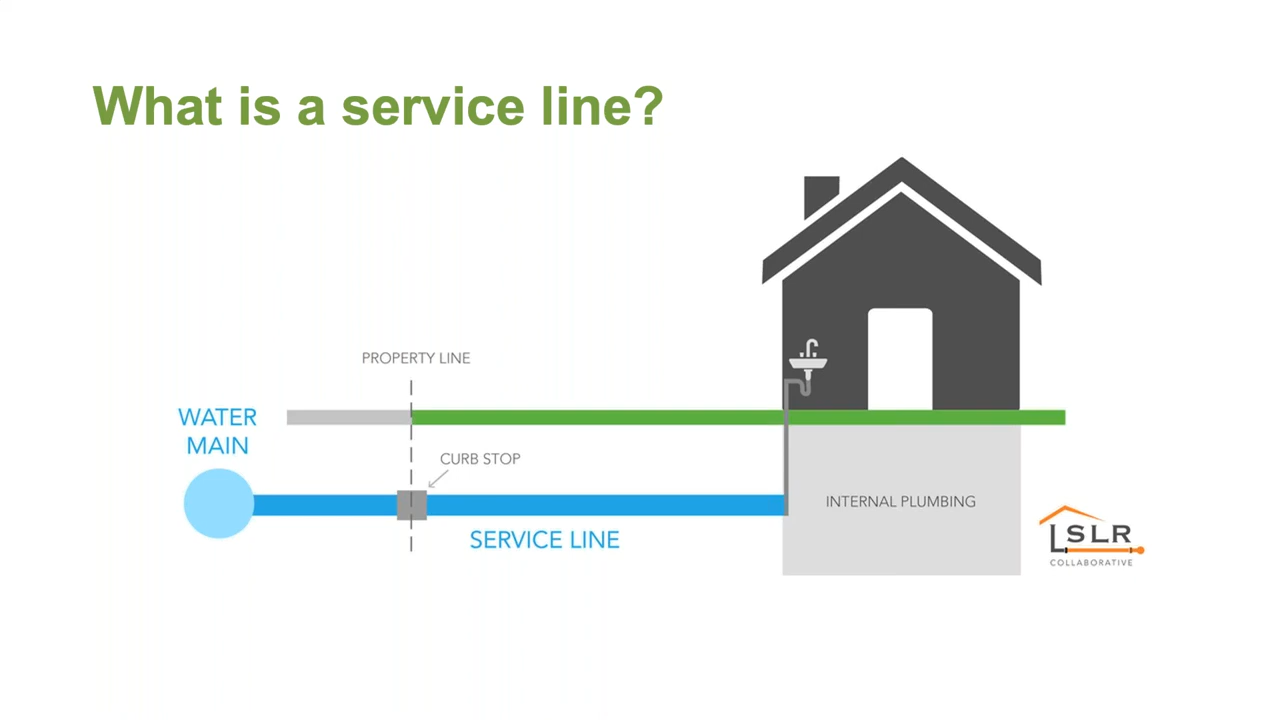 What is a service line?
PROPERTY LINE
WATER
MAIN
CURB STOP
SERVICE LINE
INTERNAL PLUMBING
LSLR
COLLABORATIVE